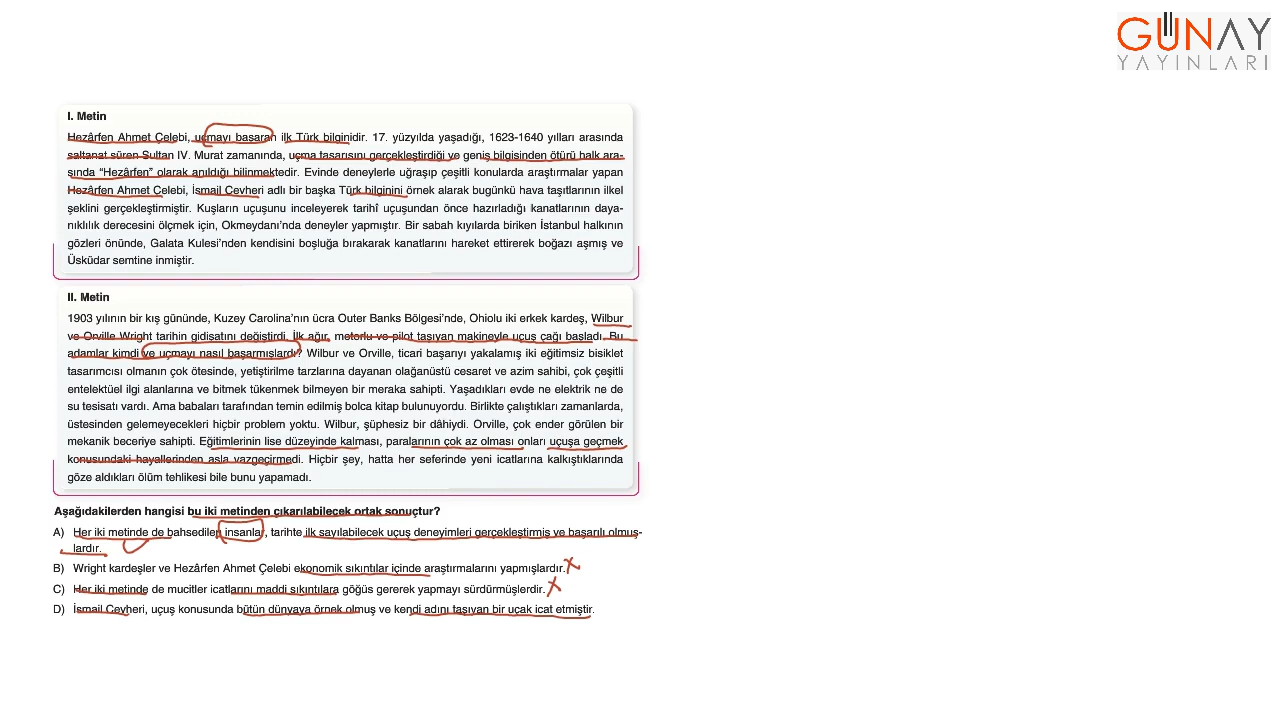 GÜNAY
YAYINLARI
I. Metin
Hezârfen Ahmet Çelebi, uçmayı başaran ilk Türk bilginidir. 17. yüzyılda yaşadığı, 1623-1640 yılları arasında
saltanat süren Sultan IV. Murat zamanında, uçma tasarısını gerçekleştirdiği ve geniş bilgisinden ötürü halk ara-
sında “Hezârfen” olarak anıldığı bilinmektedir. Evinde deneylerle uğraşıp çeşitli konularda araştırmalar yapan
Hezârfen Ahmet Çelebi, İsmail Cevheri adlı bir başka Türk bilginini örnek alarak bugünkü hava taşıtlarının ilkel
şeklini gerçekleştirmiştir. Kuşların uçuşunu inceleyerek tarihî uçuşundan önce hazırladığı kanatlarının daya-
nıklılık derecesini ölçmek için, Okmeydanı’nda deneyler yapmıştır. Bir sabah kıyılarda biriken İstanbul halkının
gözleri önünde, Galata Kulesi’nden kendisini boşluğa bırakarak kanatlarını hareket ettirerek boğazı aşmış ve
Üsküdar semtine inmiştir.
II. Metin
1903 yılının bir kış gününde, Kuzey Carolina’nın ücra Outer Banks Bölgesi’nde, Ohiolu iki erkek kardeş, Wilbur
ve Orville Wright tarihin gidişatını değiştirdi. İlk ağır, motorlu ve pilot taşıyan makineyle uçuş çağı başladı. Bu
adamlar kimdi ve uçmayı nasıl başarmışlardı? Wilbur ve Orville, ticari başarıyı yakalamış iki eğitimsiz bisiklet
tasarımcısı olmanın çok ötesinde, yetiştirilme tarzlarına dayanan olağanüstü cesaret ve azim sahibi, çok çeşitli
entelektüel ilgi alanlarına ve bitmek tükenmek bilmeyen bir meraka sahipti. Yaşadıkları evde ne elektrik ne de
su tesisatı vardı. Ama babaları tarafından temin edilmiş bolca kitap bulunuyordu. Birlikte çalıştıkları zamanlarda,
üstesinden gelemeyecekleri hiçbir problem yoktu. Wilbur, şüphesiz bir dâhiydi. Orville, çok ender görülen bir
mekanik beceriye sahipti. Eğitimlerinin lise düzeyinde kalması, paralarının çok az olması onları uçuşa geçmek
konusundaki hayallerinden asla vazgeçirmedi. Hiçbir şey, hatta her seferinde yeni icatlarına kalkıştıklarında
göze aldıkları ölüm tehlikesi bile bunu yapamadı.
Aşağıdakilerden hangisi bu iki metinden çıkarılabilecek ortak sonuçtur?
A) Her iki metinde de bahsedilen insanlar, tarihte ilk sayılabilecek uçuş deneyimleri gerçekleştirmiş ve başarılı olmuş-
lardır.
B) Wright kardeşler ve Hezârfen Ahmet Çelebi ekonomik sıkıntılar içinde araştırmalarını yapmışlardır.
C) Her iki metinde de mucitler icatlarını maddi sıkıntılara göğüs gererek yapmayı sürdürmüşlerdir.
D) İsmail Cevheri, uçuş konusunda bütün dünyaya örnek olmuş ve kendi adını taşıyan bir uçak icat etmiştir.